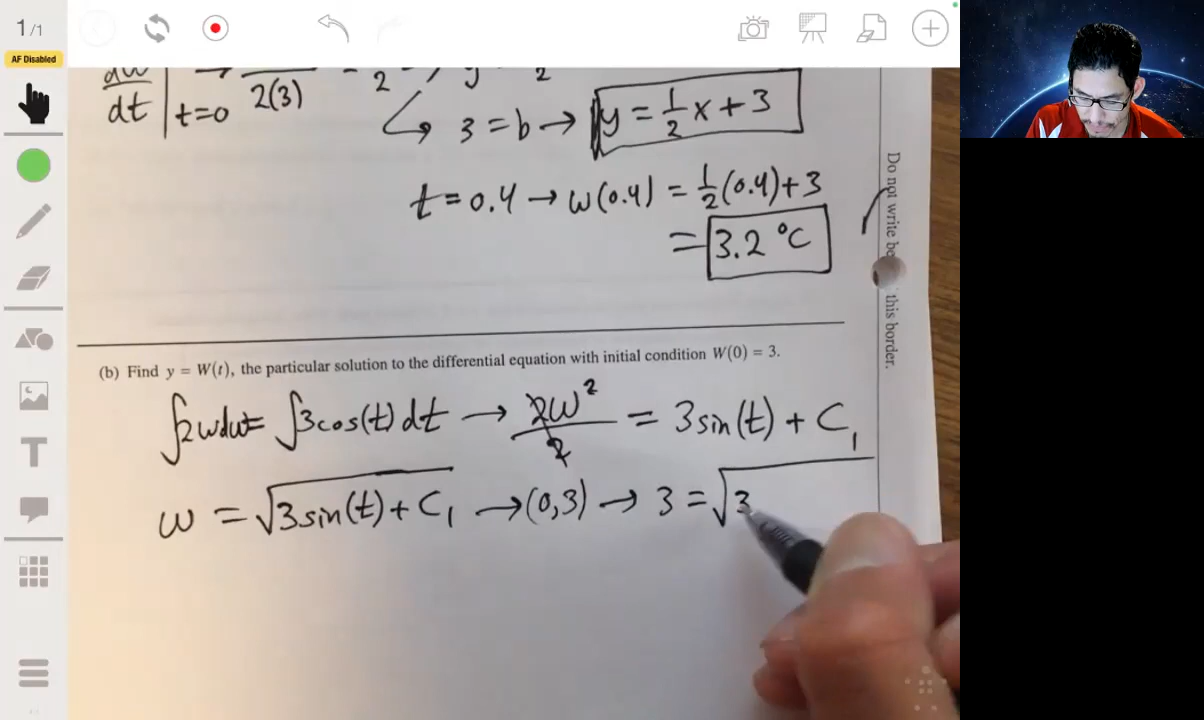 1/1
AF Disabled
dw/dt | t=0 → /2(3) = /2 , y /2
↳ 3 = b → y = 1/2 x + 3
t = 0.4 → w(0.4) = 1/2 (0.4) + 3
= 3.2 °C
Do not write be this border.
(b) Find y = W(t), the particular solution to the differential equation with initial condition W(0) = 3.
∫2wdw = ∫3cos(t) dt → 2w²/2 = 3sin(t) + C₁
w = √3sin(t) + C₁ → (0,3) → 3 = √3
T